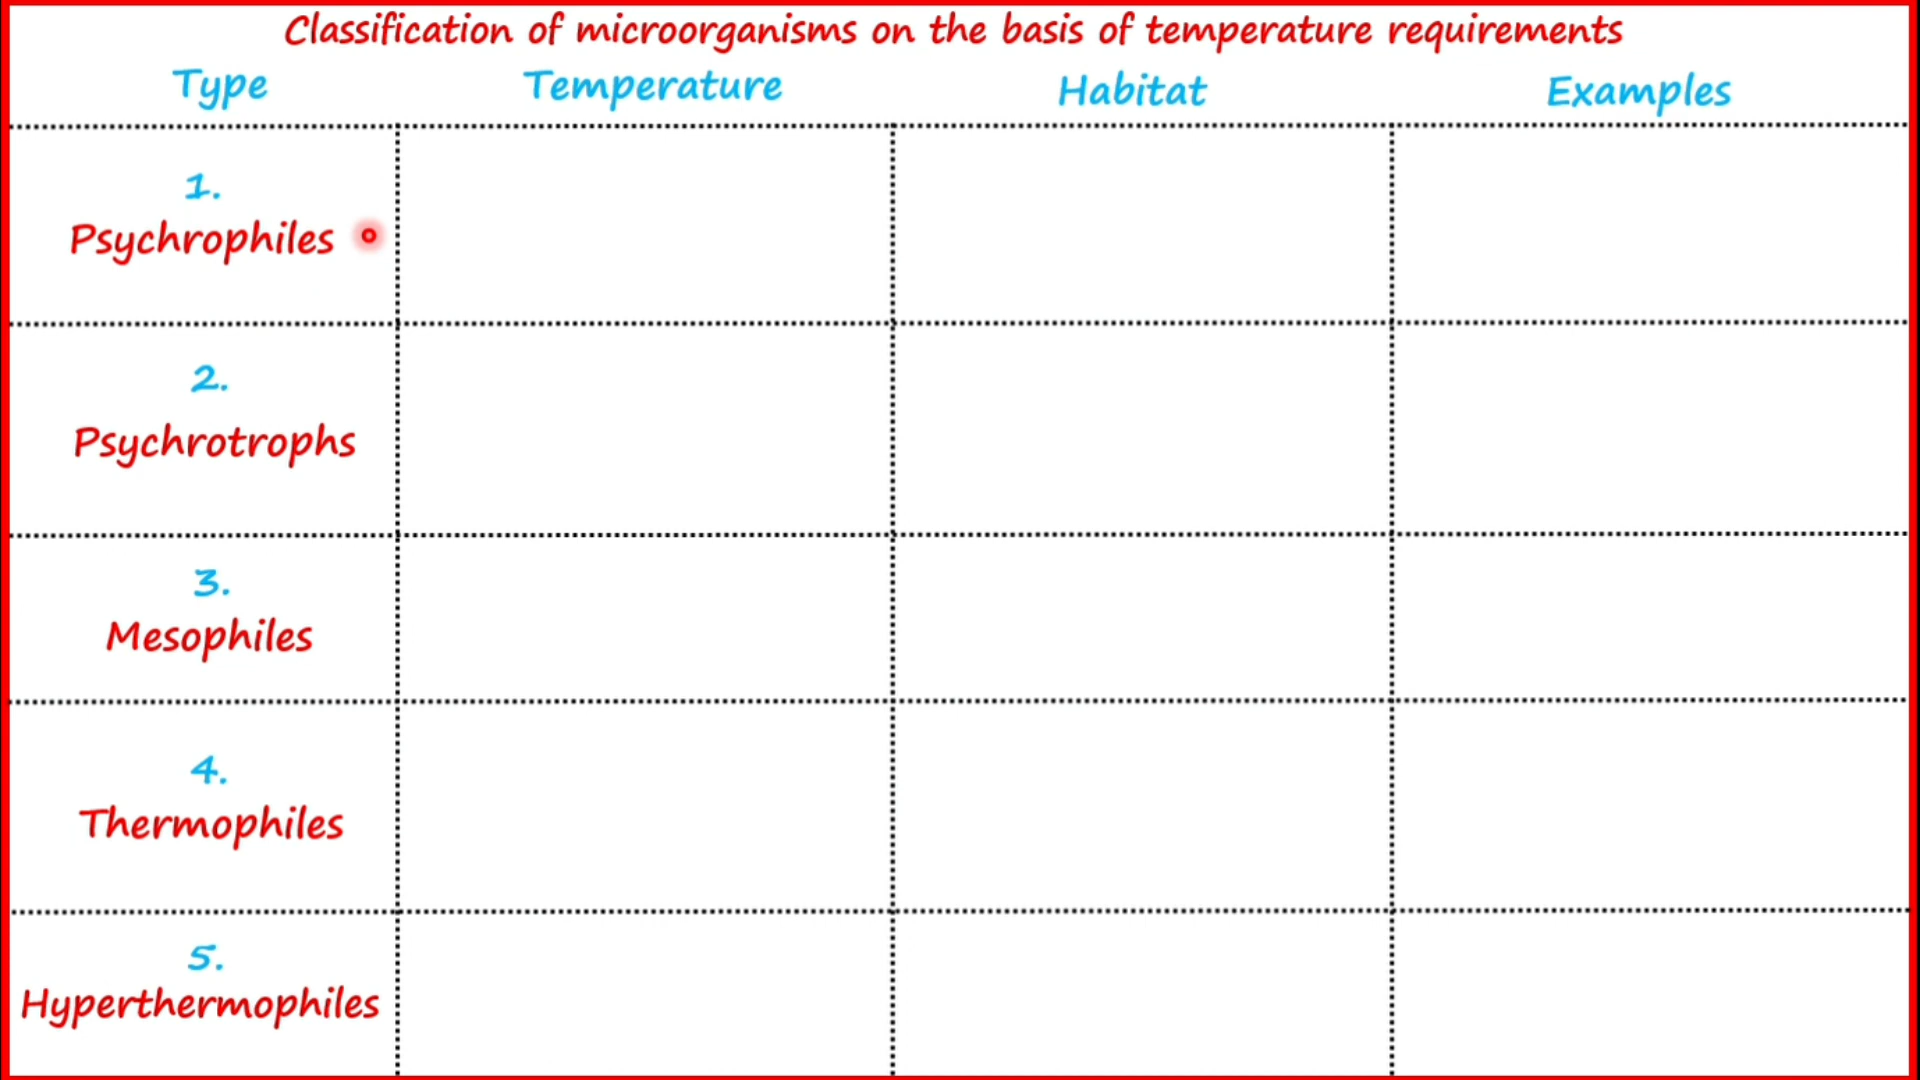 Classification of microorganisms on the basis of temperature requirements
Type Temperature Habitat Examples
1.
Psychrophiles
2.
Psychrotrophs
3.
Mesophiles
4.
Thermophiles
5.
Hyperthermophiles